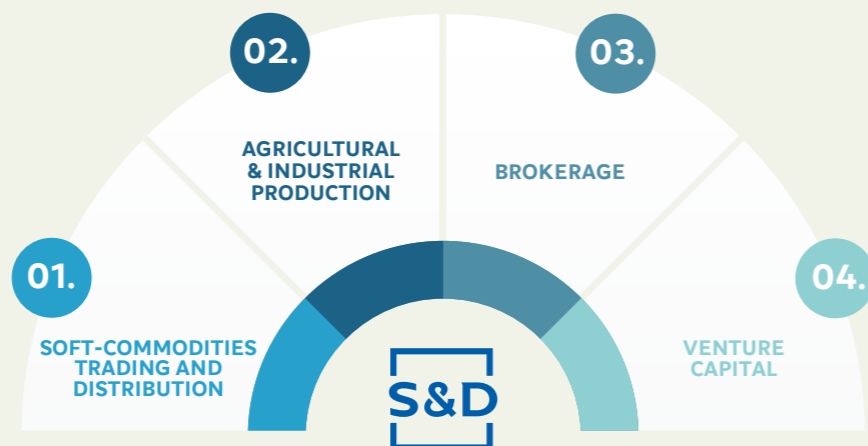 01.
SOFT-COMMODITIES
TRADING AND
DISTRIBUTION
02.
AGRICULTURAL
& INDUSTRIAL
PRODUCTION
03.
BROKERAGE
04.
VENTURE
CAPITAL
S&D